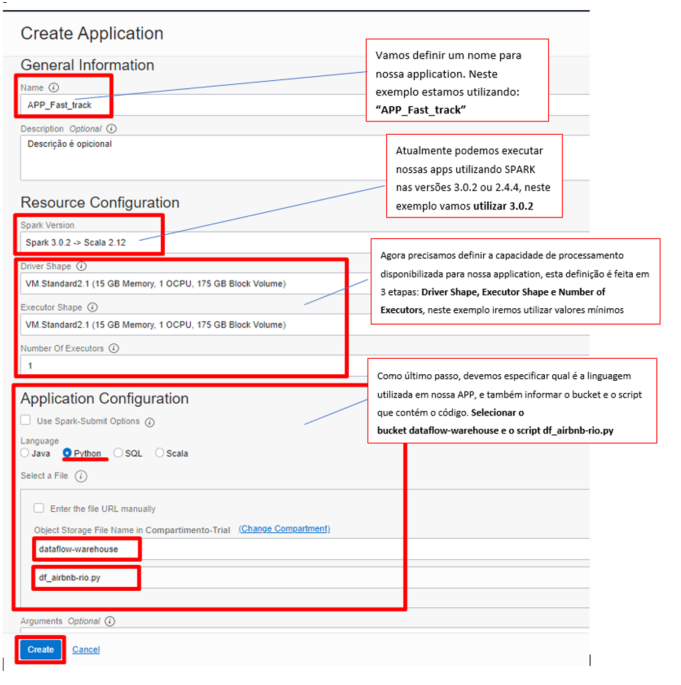 Create Application
General Information
Name
APP_Fast_track
Description Optional
Descrição é opicional
Vamos definir um nome para
nossa application. Neste
exemplo estamos utilizando:
“APP_Fast_track”
Resource Configuration
Spark Version
Spark 3.0.2 -> Scala 2.12
Atualmente podemos executar
nossas apps utilizando SPARK
nas versões 3.0.2 ou 2.4.4, neste
exemplo vamos utilizar 3.0.2
Driver Shape
VM.Standard2.1 (15 GB Memory, 1 OCPU, 175 GB Block Volume)
Executor Shape
VM.Standard2.1 (15 GB Memory, 1 OCPU, 175 GB Block Volume)
Number Of Executors
1
Agora precisamos definir a capacidade de processamento
disponibilizada para nossa application, esta definição é feita em
3 etapas: Driver Shape, Executor Shape e Number of
Executors, neste exemplo iremos utilizar valores mínimos
Application Configuration
Use Spark-Submit Options
Language
Java Python SQL Scala
Select a File
Enter the file URL manually
Object Storage File Name in Compartimento-Trial (Change Compartment)
dataflow-warehouse
df_airbnb-rio.py
Como último passo, devemos especificar qual é a linguagem
utilizada em nossa APP, e também informar o bucket e o script
que contém o código. Selecionar o
bucket dataflow-warehouse e o script df_airbnb-rio.py
Arguments Optional
Create Cancel